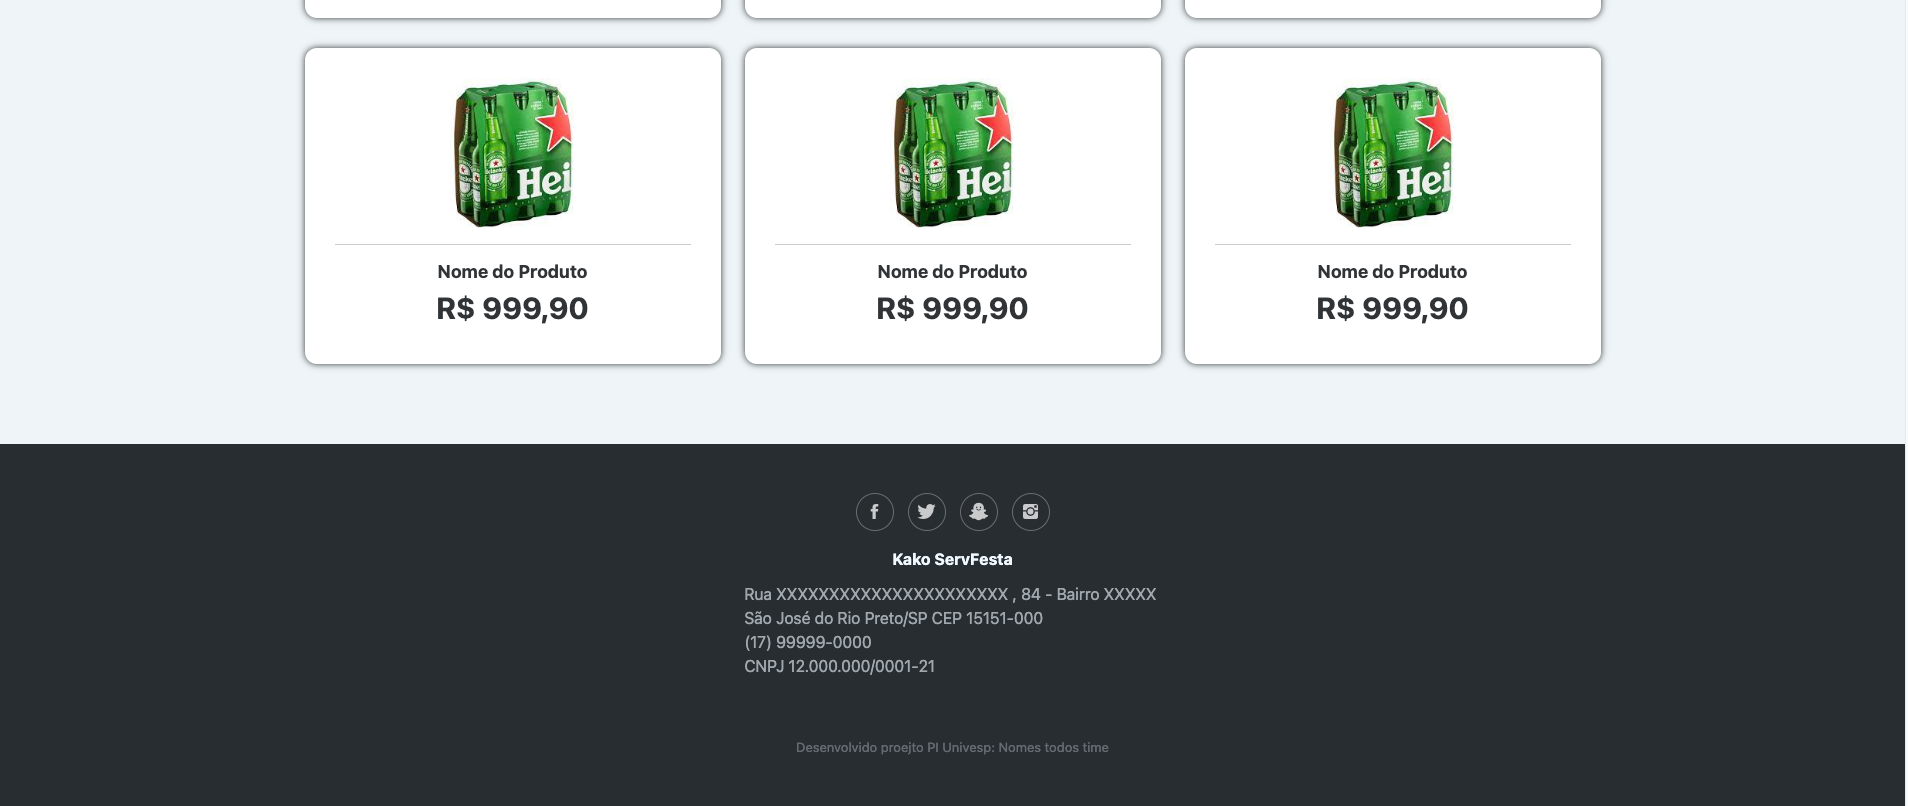 Hei
Hei
Hei
Nome do Produto
Nome do Produto
Nome do Produto
R$ 999,90
R$ 999,90
R$ 999,90
Kako ServFesta
Rua XXXXXXXXXXXXXXXXXXXXXX , 84 - Bairro XXXXX
São José do Rio Preto/SP CEP 15151-000
(17) 99999-0000
CNPJ 12.000.000/0001-21
Desenvolvido proejto PI Univesp: Nomes todos time